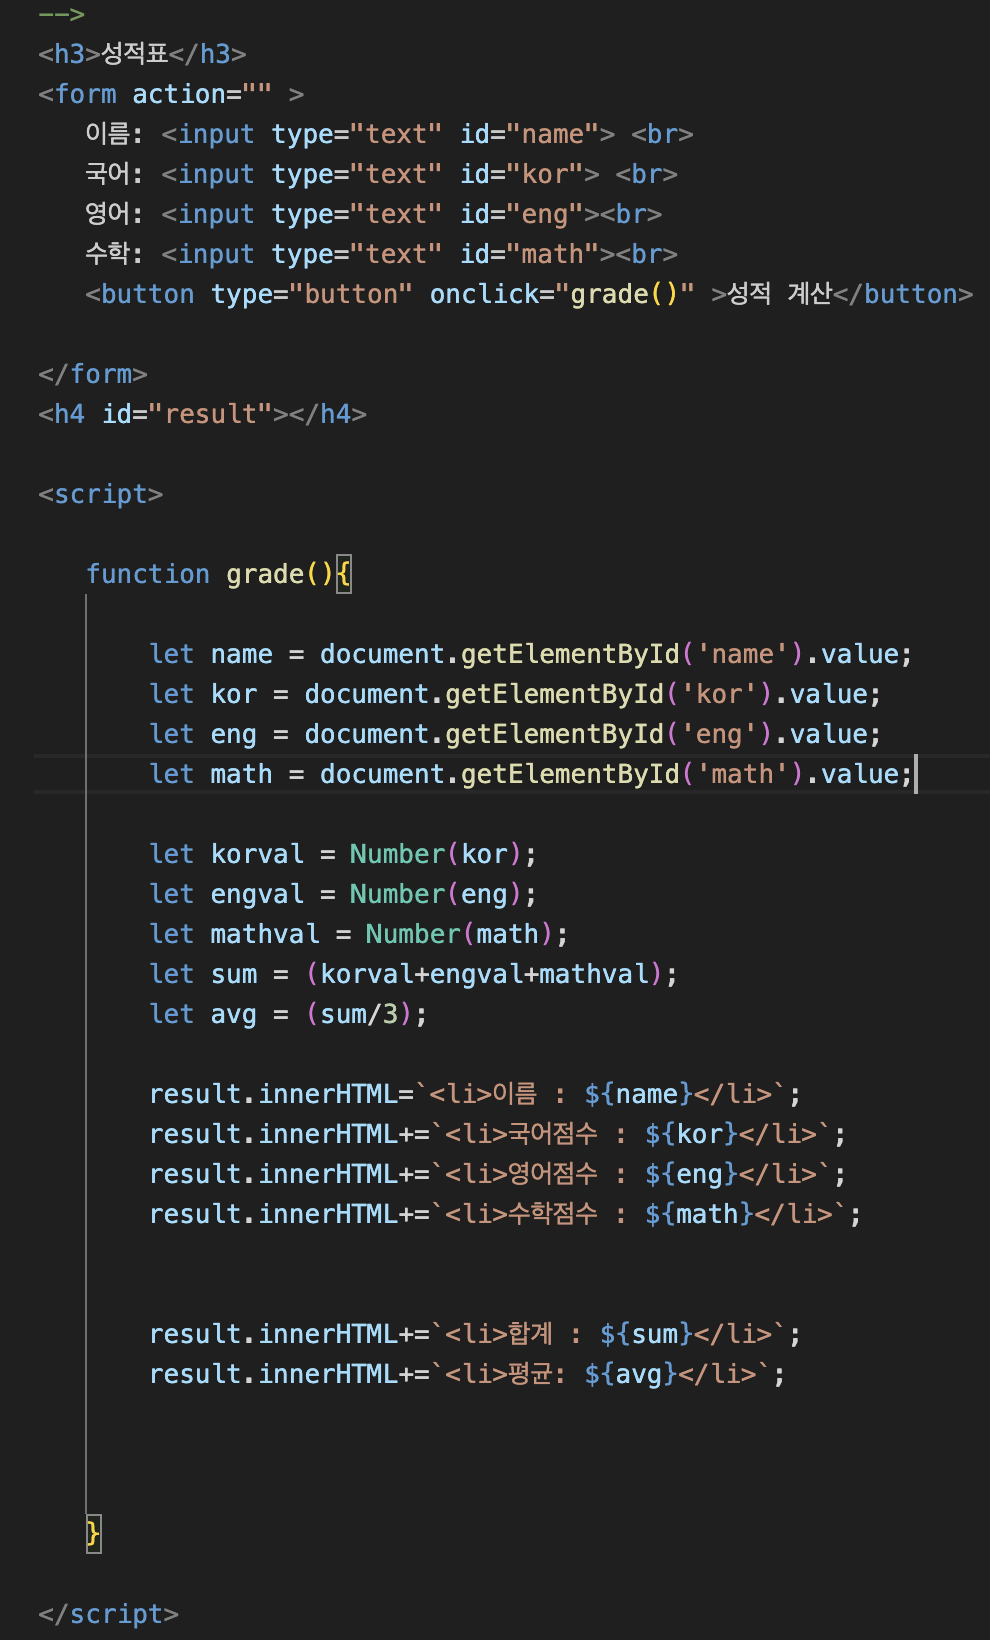 -->
<h3>성적표</h3>
<form action="" >
이름: <input type="text" id="name"> <br>
국어: <input type="text" id="kor"> <br>
영어: <input type="text" id="eng"><br>
수학: <input type="text" id="math"><br>
<button type="button" onclick="grade()" >성적 계산</button>
</form>
<h4 id="result"></h4>
<script>
function grade(){
let name = document.getElementById('name').value;
let kor = document.getElementById('kor').value;
let eng = document.getElementById('eng').value;
let math = document.getElementById('math').value;
let korval = Number(kor);
let engval = Number(eng);
let mathval = Number(math);
let sum = (korval+engval+mathval);
let avg = (sum/3);
result.innerHTML=`<li>이름 : ${name}</li>`;
result.innerHTML+=`<li>국어점수 : ${kor}</li>`;
result.innerHTML+=`<li>영어점수 : ${eng}</li>`;
result.innerHTML+=`<li>수학점수 : ${math}</li>`;
result.innerHTML+=`<li>합계 : ${sum}</li>`;
result.innerHTML+=`<li>평균: ${avg}</li>`;
}
</script>